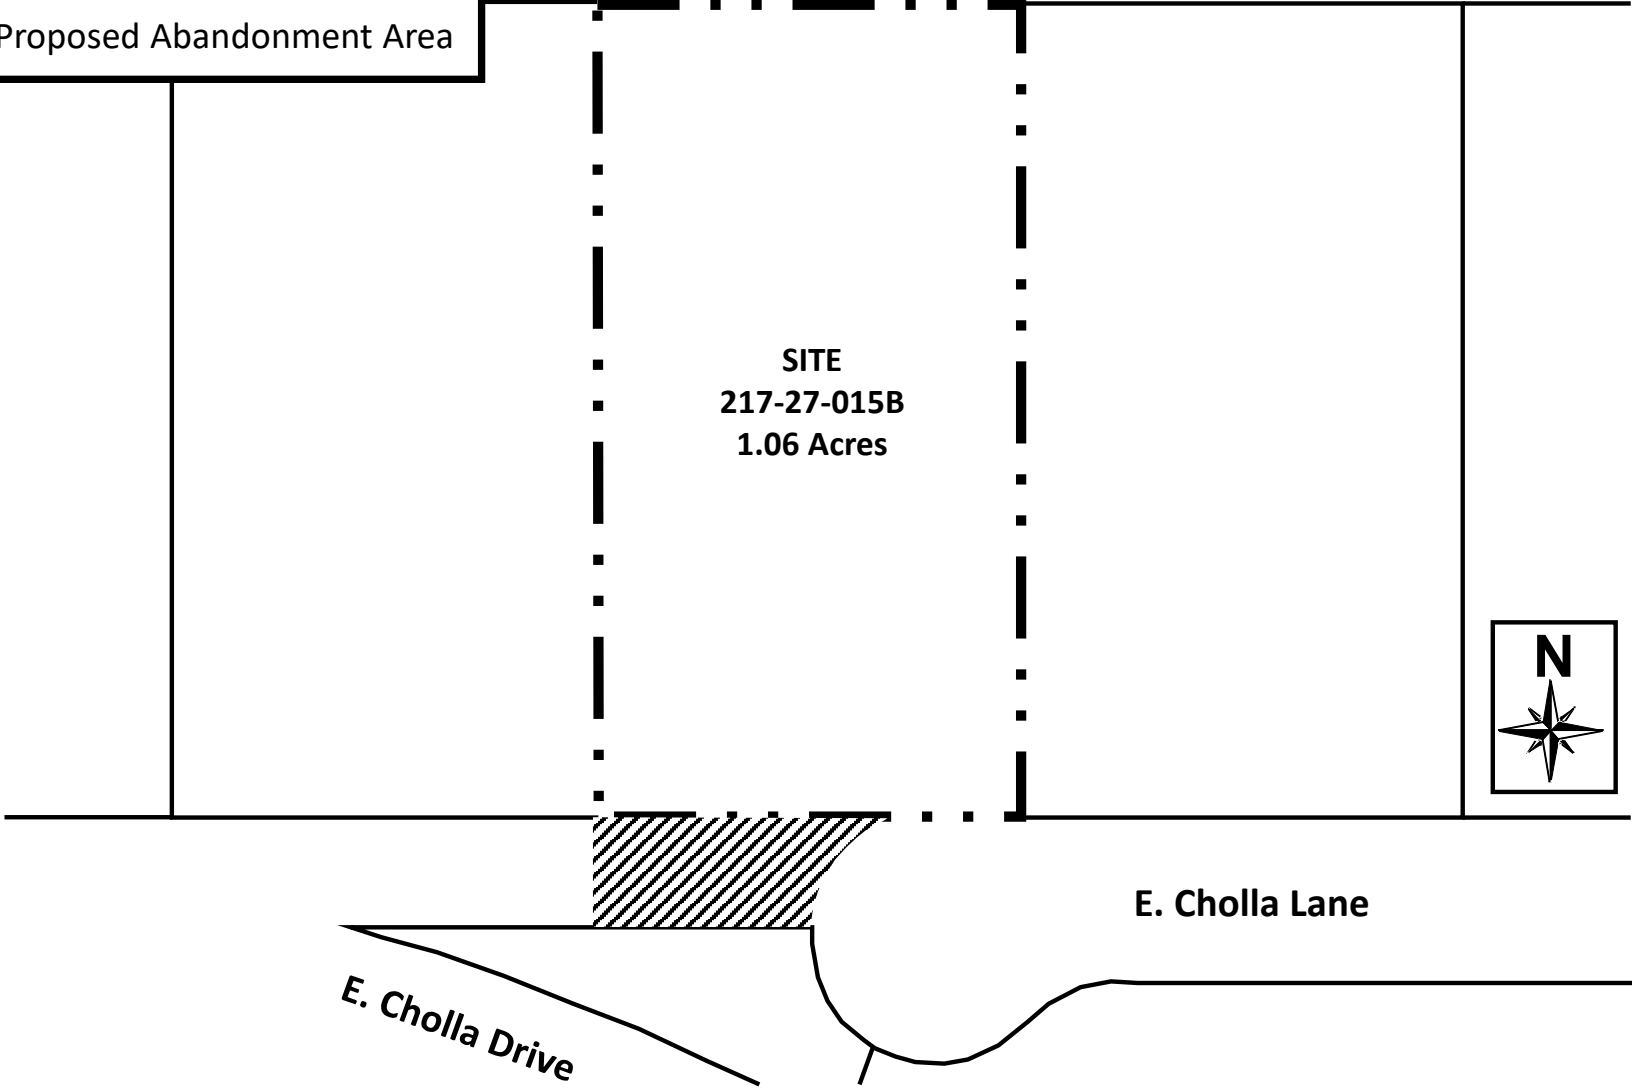 Proposed Abandonment Area
SITE
217-27-015B
1.06 Acres
N
E. Cholla Lane
E. Cholla Drive